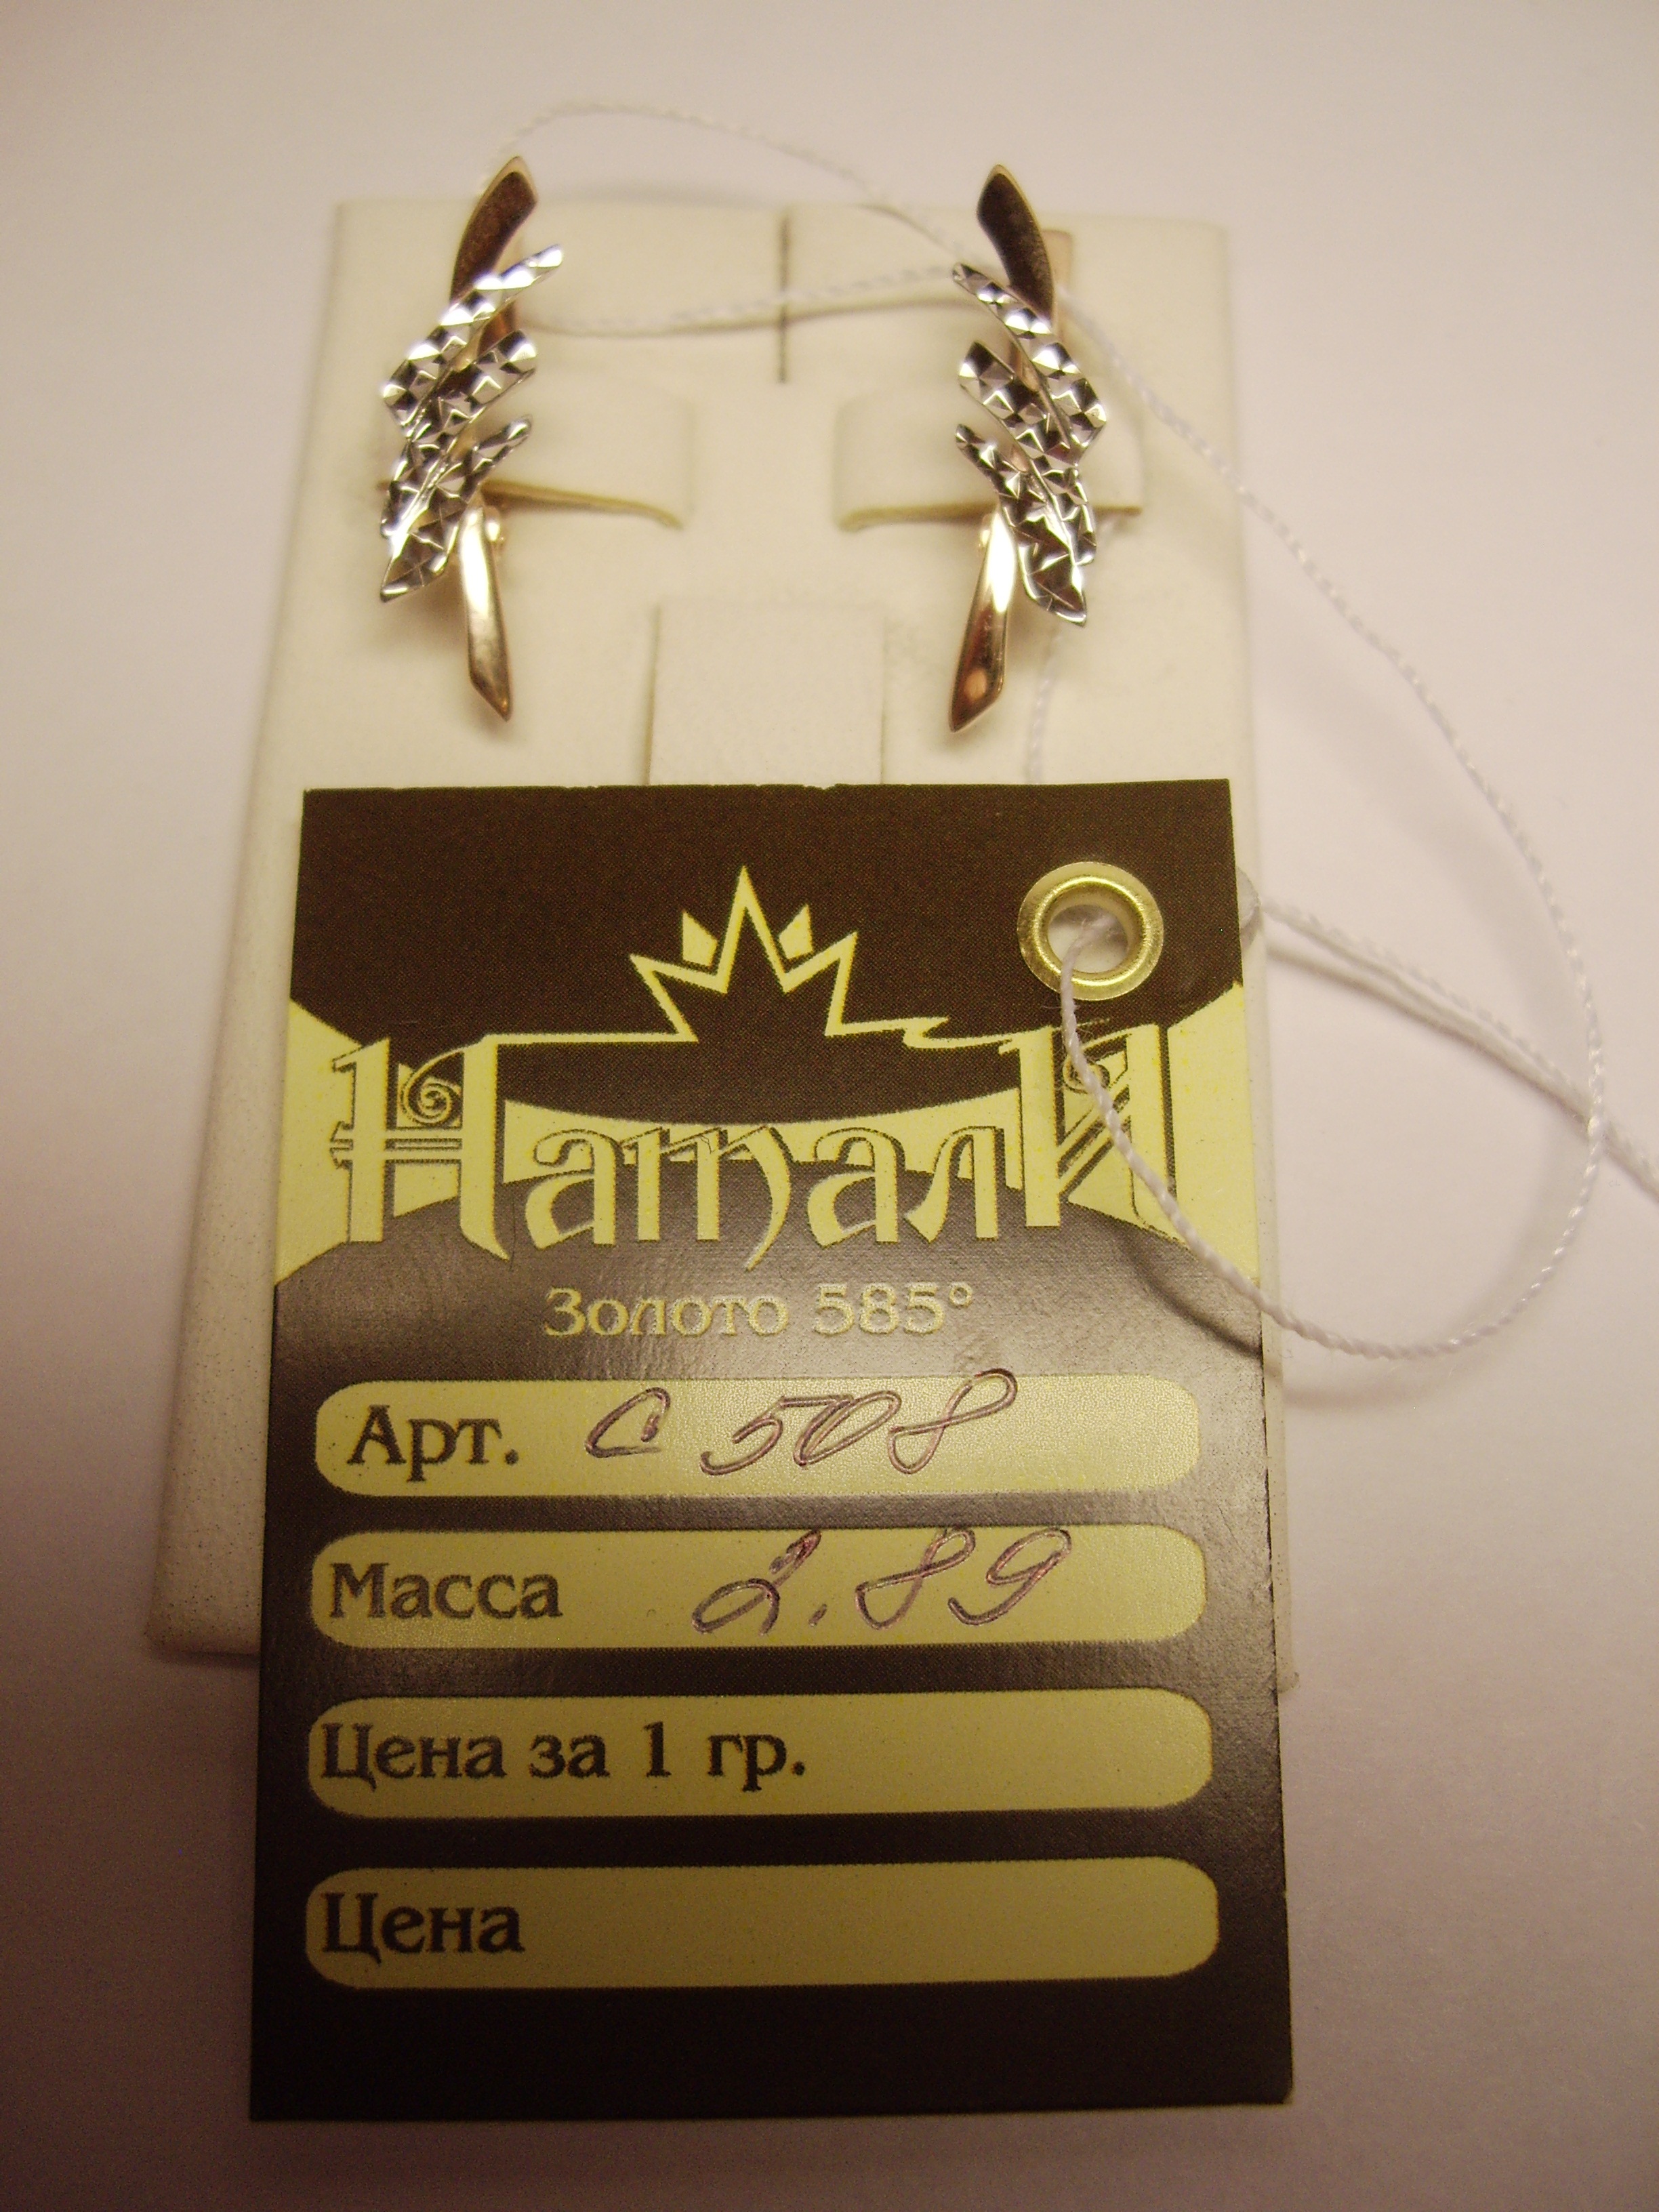 Натали
Золото 585°
Арт. С 508
Масса 2.89
Цена за 1 гр.
Цена